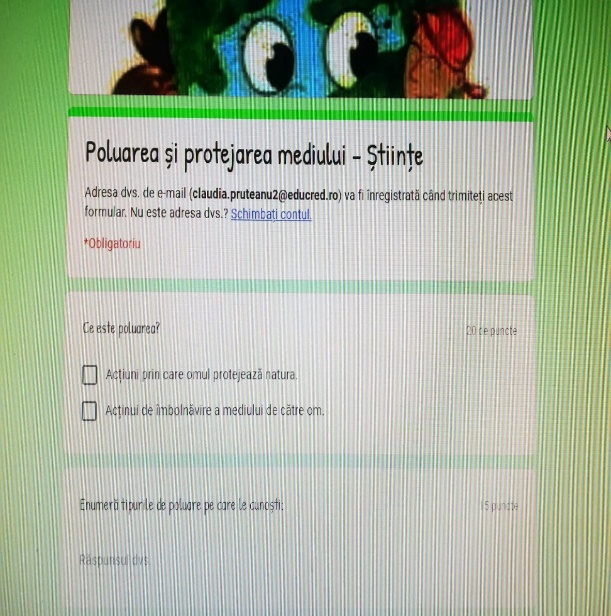 Poluarea și protejarea mediului - Științe
Adresa dvs. de e-mail (claudia.pruteanu2@educred.ro) va fi înregistrată când trimiteți acest
formular. Nu este adresa dvs.? Schimbați contul.
*Obligatoriu
Ce este poluarea?
20 de puncte
Acțiuni prin care omul protejează natura.
Acținui de îmbolnăvire a mediului de către om.
Enumeră tipurile de poluare pe care le cunoști:
15 puncte
Răspunsul dvs.